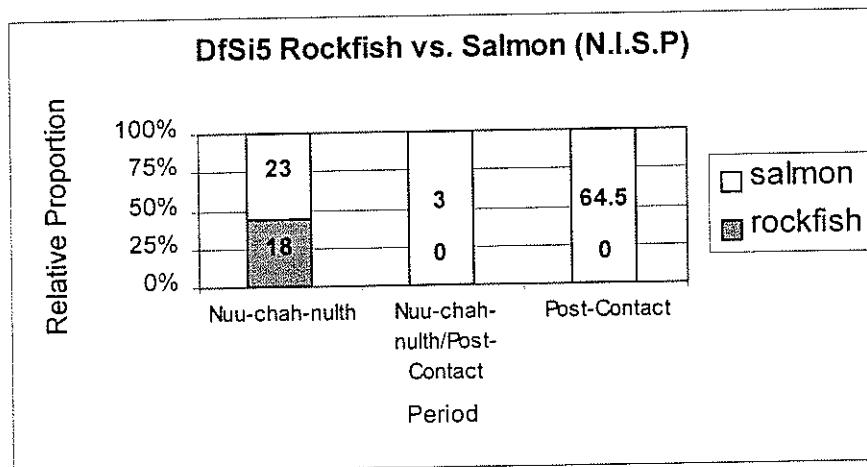 DfSi5 Rockfish vs. Salmon (N.I.S.P)
Relative Proportion
100%
75%
50%
25%
0%
23
18
3
0
64.5
0
Nuu-chah-nulth
Nuu-chah-
nulth/Post-
Contact
Post-Contact
Period
salmon
rockfish